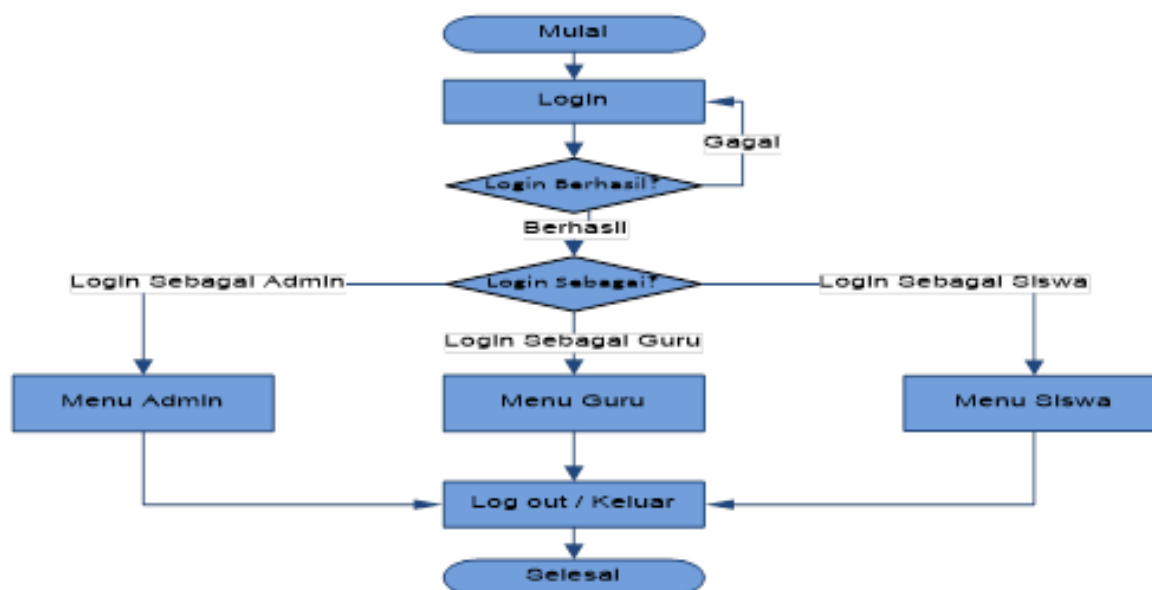 Mulai
Login
Gagal
Login Berhasil?
Berhasil
Login Sebagai Admin
Login Sebagai?
Login Sebagai Siswa
Login Sebagai Guru
Menu Admin
Menu Guru
Menu Siswa
Log out / Keluar
Selesai